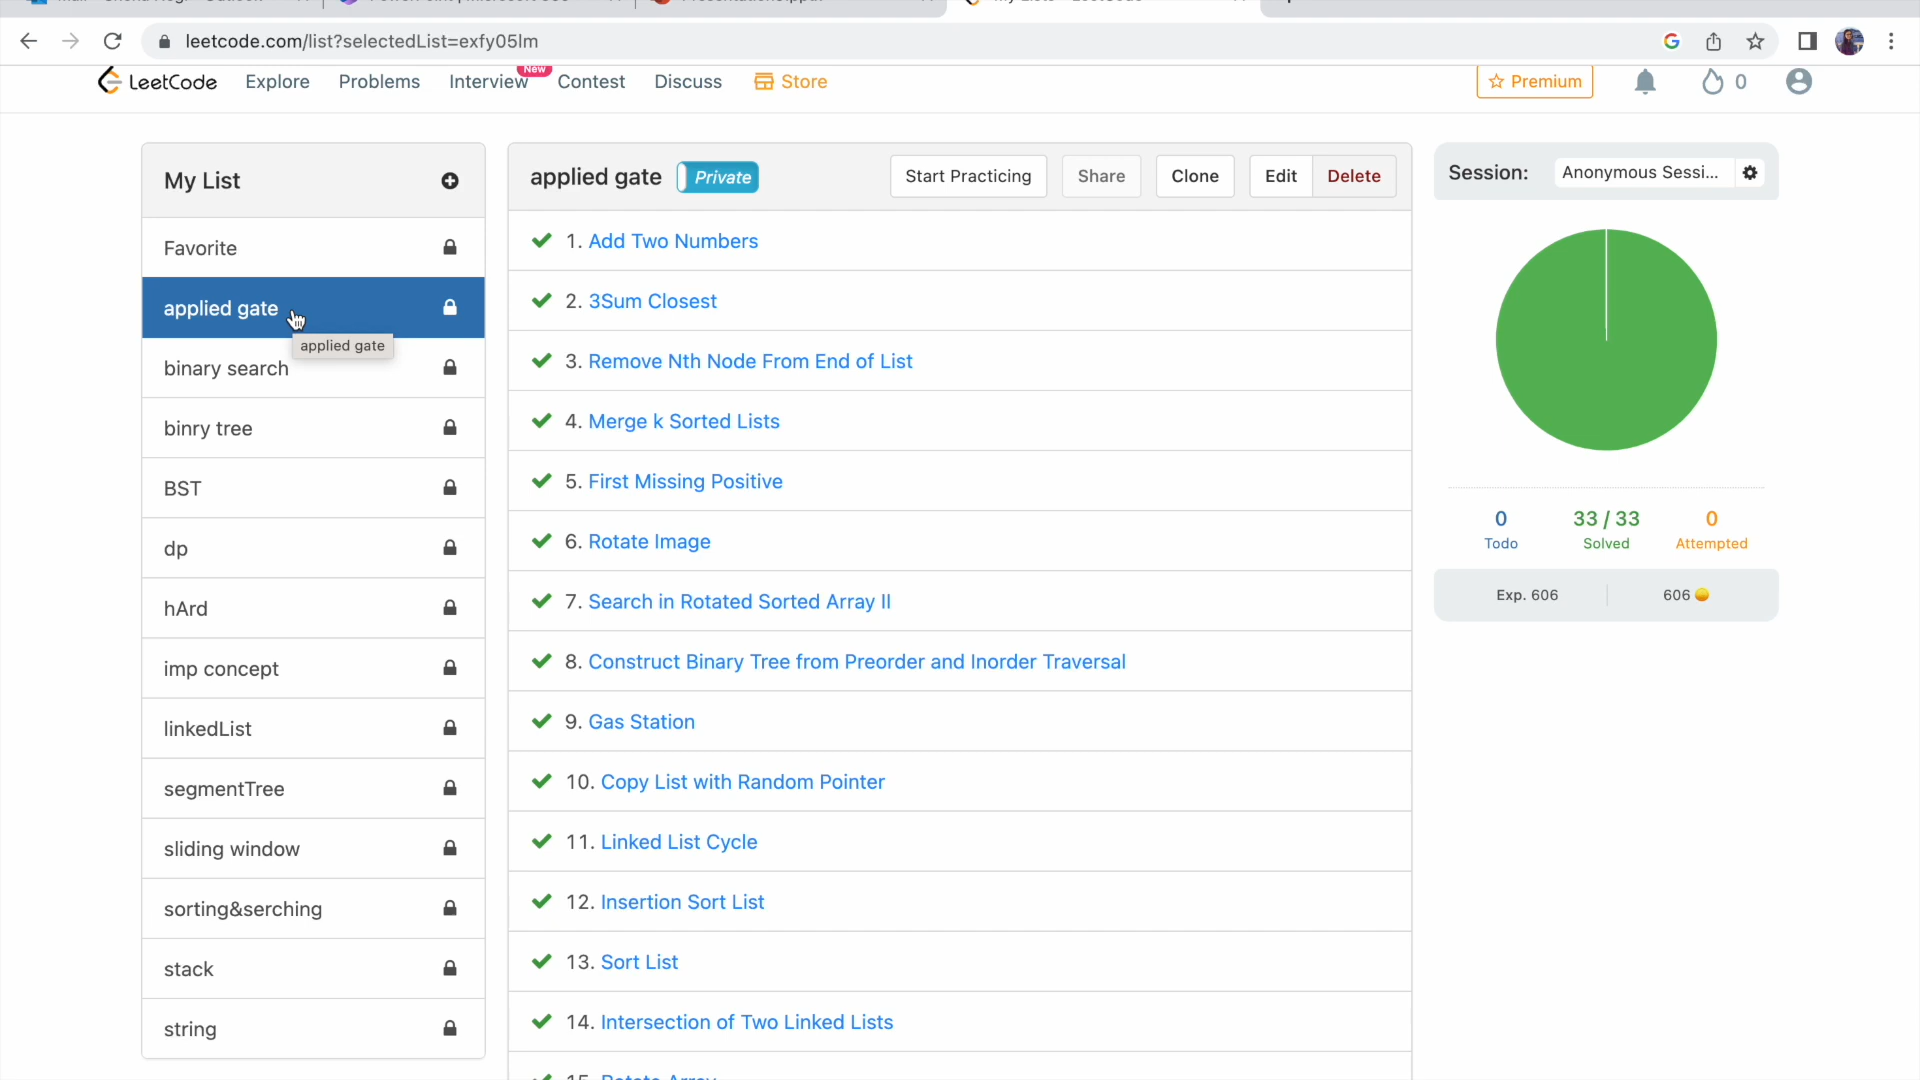 leetcode.com/list?selectedList=exfy05lm
LeetCode
Explore
Problems
Interview
New
Contest
Discuss
Store
Premium
0
My List
Favorite
applied gate
applied gate
binary search
binry tree
BST
dp
hArd
imp concept
linkedList
segmentTree
sliding window
sorting&serching
stack
string
applied gate
Private
Start Practicing
Share
Clone
Edit
Delete
1. Add Two Numbers
2. 3Sum Closest
3. Remove Nth Node From End of List
4. Merge k Sorted Lists
5. First Missing Positive
6. Rotate Image
7. Search in Rotated Sorted Array II
8. Construct Binary Tree from Preorder and Inorder Traversal
9. Gas Station
10. Copy List with Random Pointer
11. Linked List Cycle
12. Insertion Sort List
13. Sort List
14. Intersection of Two Linked Lists
15. Rotate Array
Session:
Anonymous Sessi...
0
Todo
33 / 33
Solved
0
Attempted
Exp. 606
606